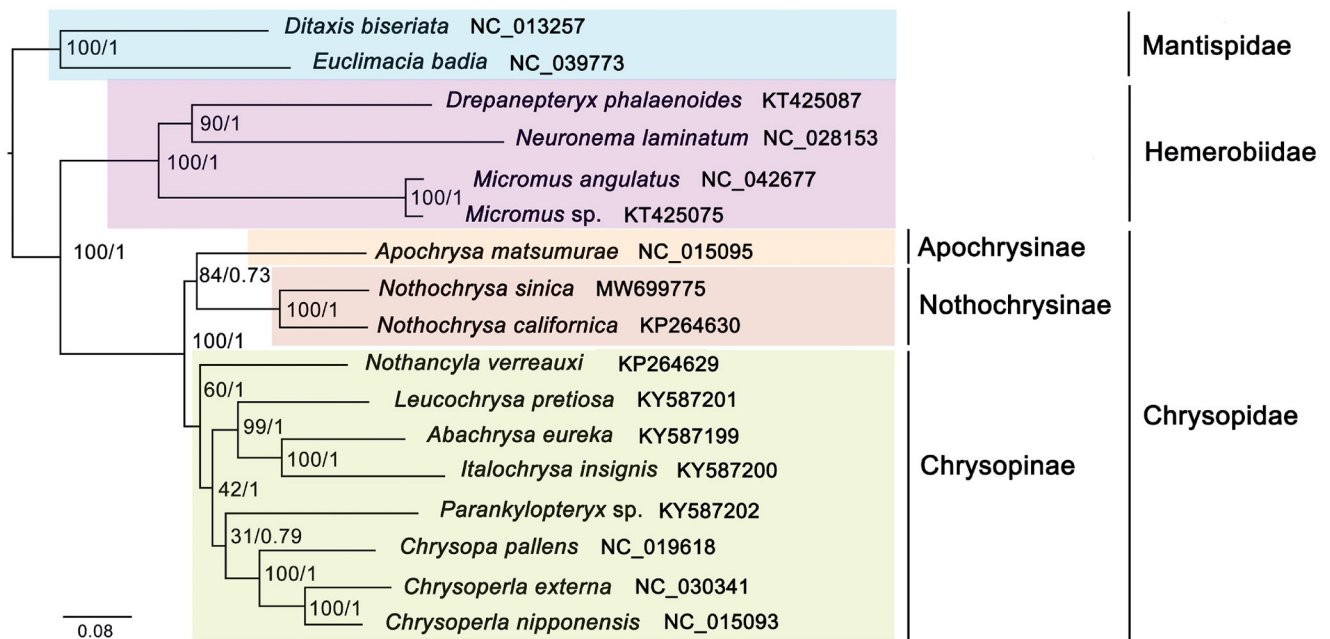 Ditaxis biseriata NC_013257
100/1
Mantispidae
Euclimacia badia NC_039773
Drepanepteryx phalaenoides KT425087
90/1
Neuronema laminatum NC_028153
Hemerobiidae
100/1
Micromus angulatus NC_042677
100/1
Micromus sp. KT425075
100/1
Apochrysa matsumurae NC_015095
Apochrysinae
84/0.73
Nothochrysa sinica MW699775
Nothochrysinae
100/1
Nothochrysa californica KP264630
100/1
Nothancyla verreauxi KP264629
60/1
Leucochrysa pretiosa KY587201
Chrysopidae
99/1
Abachrysa eureka KY587199
100/1
Chrysopinae
Italochrysa insignis KY587200
42/1
Parankylopteryx sp. KY587202
31/0.79
Chrysopa pallens NC_019618
100/1
Chrysoperla externa NC_030341
100/1
Chrysoperla nipponensis NC_015093
0.08